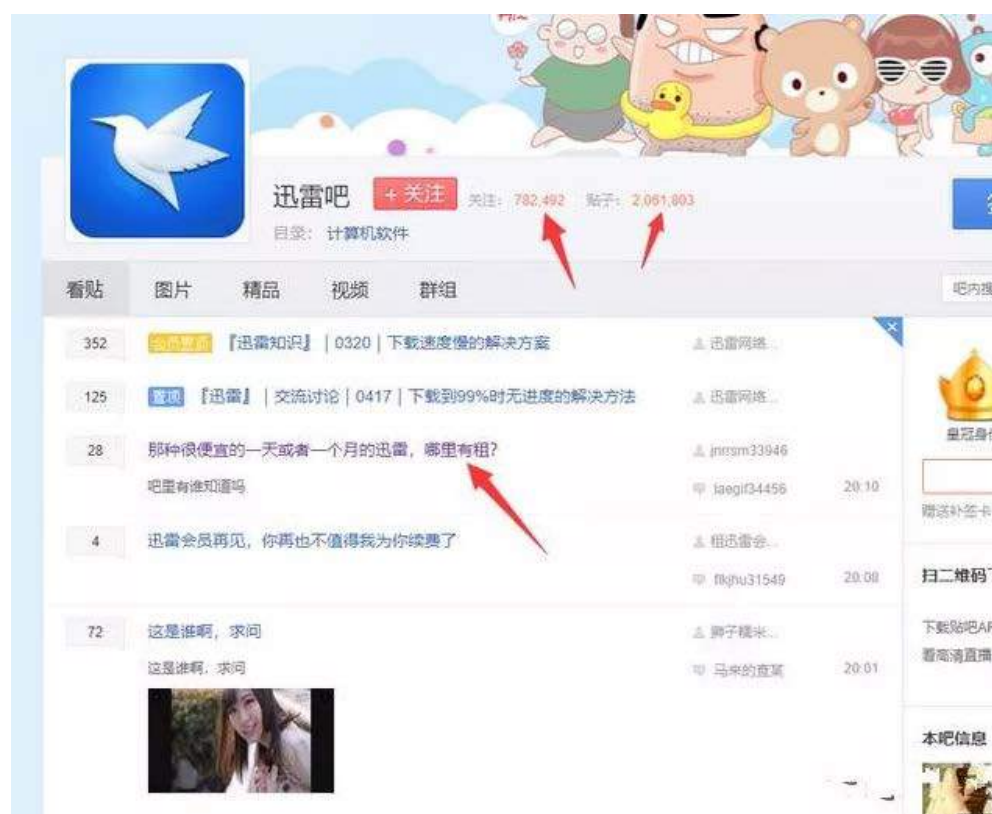 迅雷吧 + 关注 关注: 782,492 贴子: 2,061,803
目录: 计算机软件
看贴 图片 精品 视频 群组
吧内搜
352 『迅雷知识』 | 0320 | 下载速度慢的解决方案 迅雷网络...
125 置顶 『迅雷』 | 交流讨论 | 0417 | 下载到99%时无进度的解决方法 迅雷网络...
28 那种很便宜的一天或者一个月的迅雷，哪里有租? jnrrsm33946
吧里有谁知道吗 iaegif34456 20:10
4 迅雷会员再见，你再也不值得我为你续费了 租迅雷会...
flkjhu31549 20:08
72 这是谁啊，求问 狮子糯米...
这是谁啊，求问 马来的查某 20:01
皇冠身份
赠送补签卡
扫二维码下
下载贴吧AP
看高清直播
本吧信息